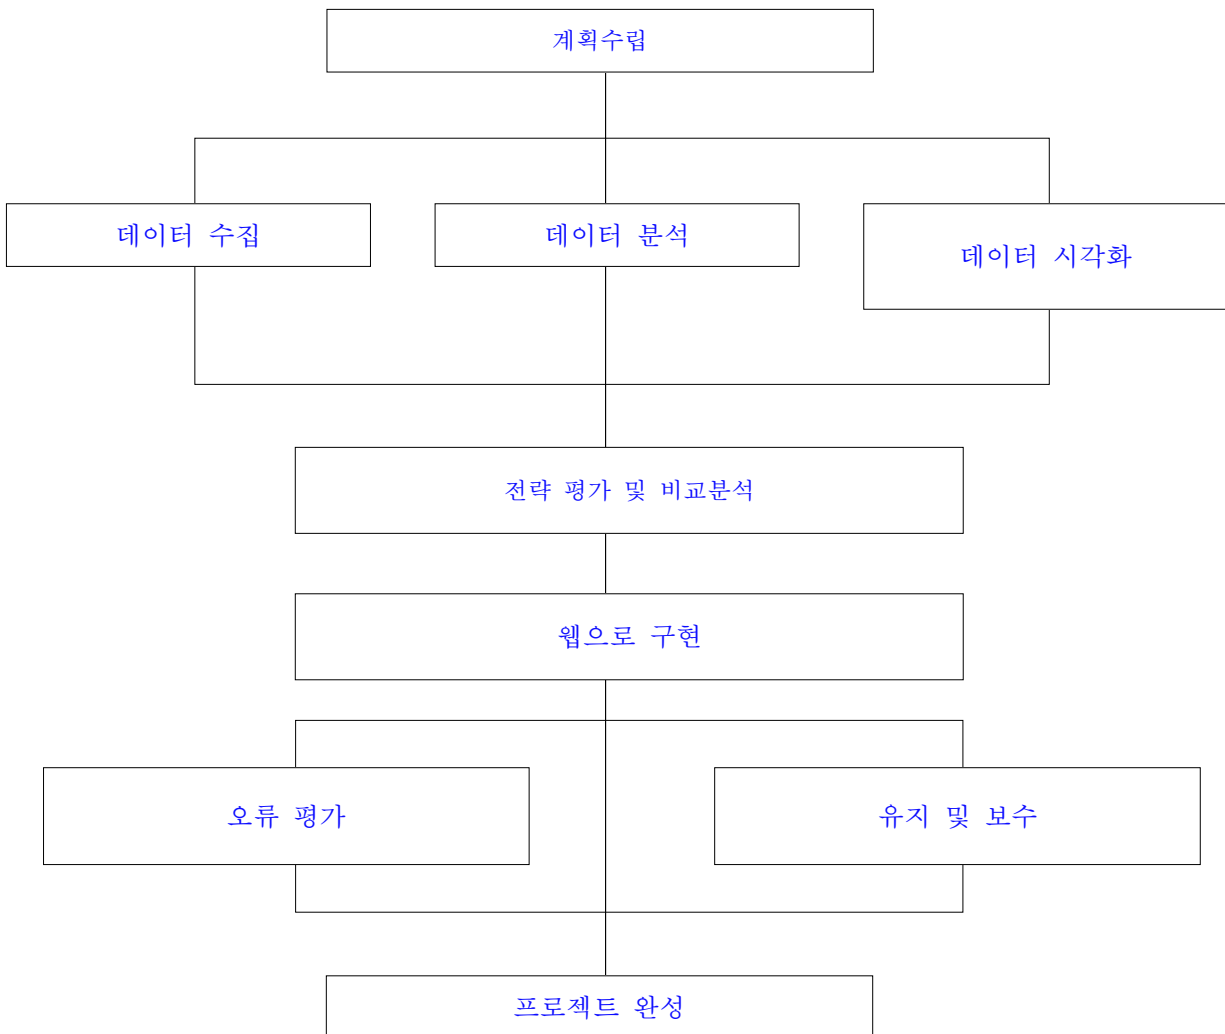 계획수립
데이터 수집
데이터 분석
데이터 시각화
전략 평가 및 비교분석
웹으로 구현
오류 평가
유지 및 보수
프로젝트 완성